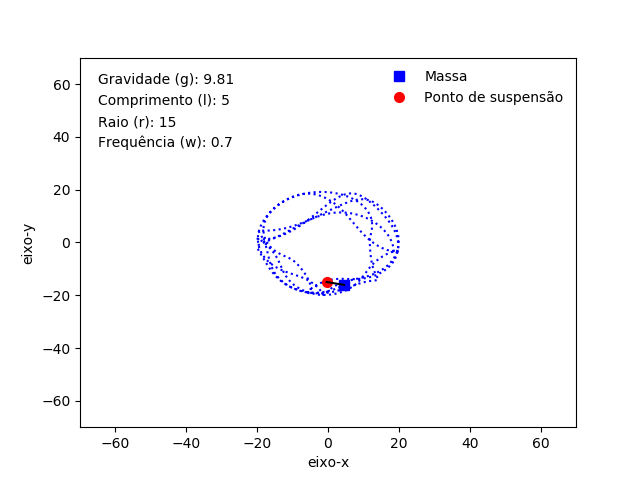 Gravidade (g): 9.81
Comprimento (l): 5
Raio (r): 15
Frequência (w): 0.7
Massa
Ponto de suspensão
60
40
20
0
−20
−40
−60
eixo-y
−60
−40
−20
0
20
40
60
eixo-x